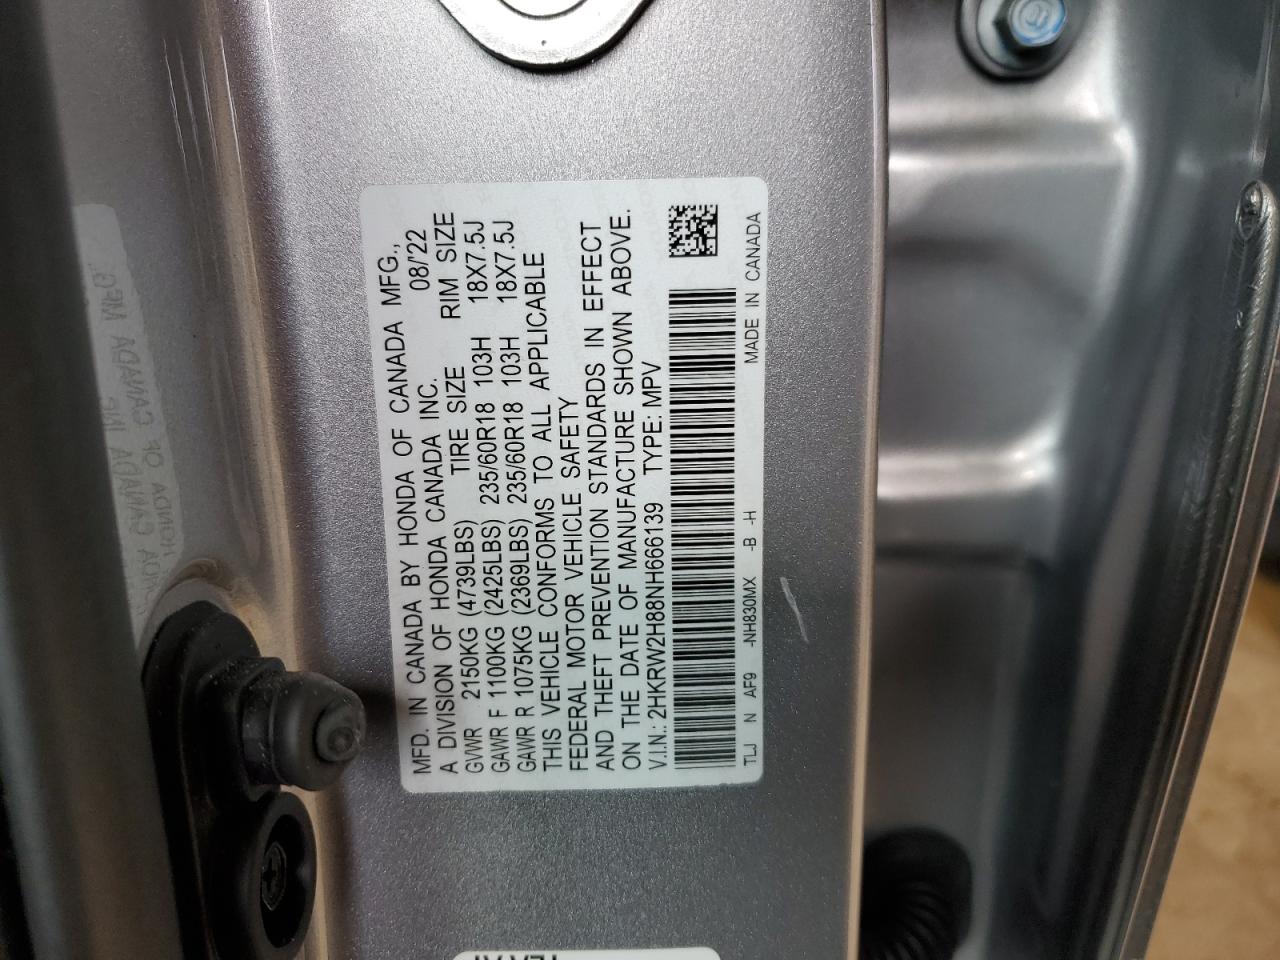 MFD. IN CANADA BY HONDA OF CANADA MFG.,
A DIVISION OF HONDA CANADA INC. 08/'22
GVWR 2150KG (4739LBS) TIRE SIZE RIM SIZE
GAWR F 1100KG (2425LBS) 235/60R18 103H 18X7.5J
GAWR R 1075KG (2369LBS) 235/60R18 103H 18X7.5J
THIS VEHICLE CONFORMS TO ALL APPLICABLE
FEDERAL MOTOR VEHICLE SAFETY
AND THEFT PREVENTION STANDARDS IN EFFECT
ON THE DATE OF MANUFACTURE SHOWN ABOVE.
V.I.N.: 2HKRW2H88NH666139 TYPE: MPV
TLJ N AF9 -NH830MX -B -H MADE IN CANADA